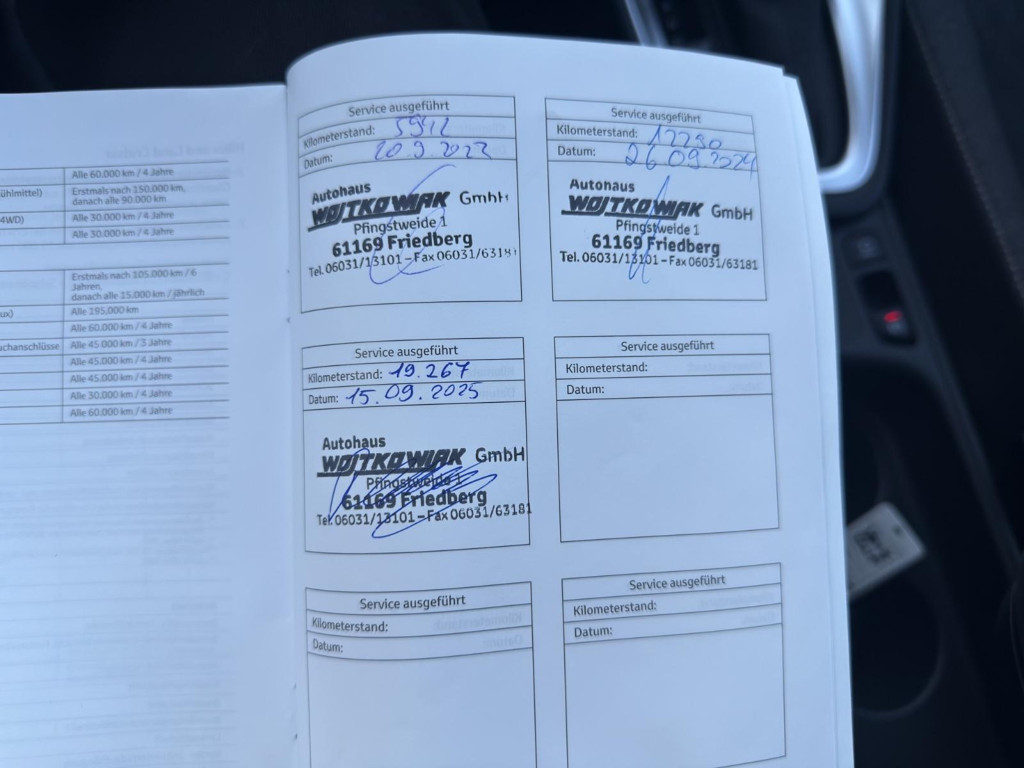 Alle 60.000 km / 4 Jahre
ühlmittel) Erstmals nach 150.000 km,
danach alle 90.000 km
4WD) Alle 30.000 km / 4 Jahre
Alle 30.000 km / 4 Jahre
Erstmals nach 105.000 km / 6
Jahren,
danach alle 15.000 km / jährlich
ux) Alle 195.000 km
Alle 60.000 km / 4 Jahre
uchanschlüsse Alle 45.000 km / 3 Jahre
Alle 45.000 km / 4 Jahre
Alle 45.000 km / 4 Jahre
Alle 30.000 km / 4 Jahre
Alle 60.000 km / 4 Jahre
Service ausgeführt
Kilometerstand: 5942
Datum: 20.9.2023
Autohaus
WOJTKOWIAK GmbH
Pfingstweide 1
61169 Friedberg
Tel. 06031/13101 – Fax 06031/63181
Service ausgeführt
Kilometerstand: 12290
Datum: 26.09.2024
Autohaus
WOJTKOWIAK GmbH
Pfingstweide 1
61169 Friedberg
Tel. 06031/13101 – Fax 06031/63181
Service ausgeführt
Kilometerstand: 19.267
Datum: 15.09.2025
Autohaus
WOJTKOWIAK GmbH
Pfingstweide 1
61169 Friedberg
Tel. 06031/13101 – Fax 06031/63181
Service ausgeführt
Kilometerstand:
Datum:
Service ausgeführt
Kilometerstand:
Datum:
Service ausgeführt
Kilometerstand:
Datum: